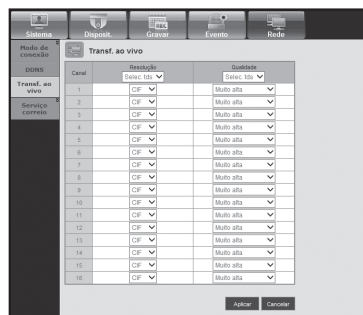 Sistema Disposit. Gravar Evento Rede
Modo de conexão
DDNS
Transf. ao vivo
Serviço correio
Transf. ao vivo
Canal Resolução Qualidade
Selec. tds Selec. tds
1 CIF Muito alta
2 CIF Muito alta
3 CIF Muito alta
4 CIF Muito alta
5 CIF Muito alta
6 CIF Muito alta
7 CIF Muito alta
8 CIF Muito alta
9 CIF Muito alta
10 CIF Muito alta
11 CIF Muito alta
12 CIF Muito alta
13 CIF Muito alta
14 CIF Muito alta
15 CIF Muito alta
16 CIF Muito alta
Aplicar Cancelar